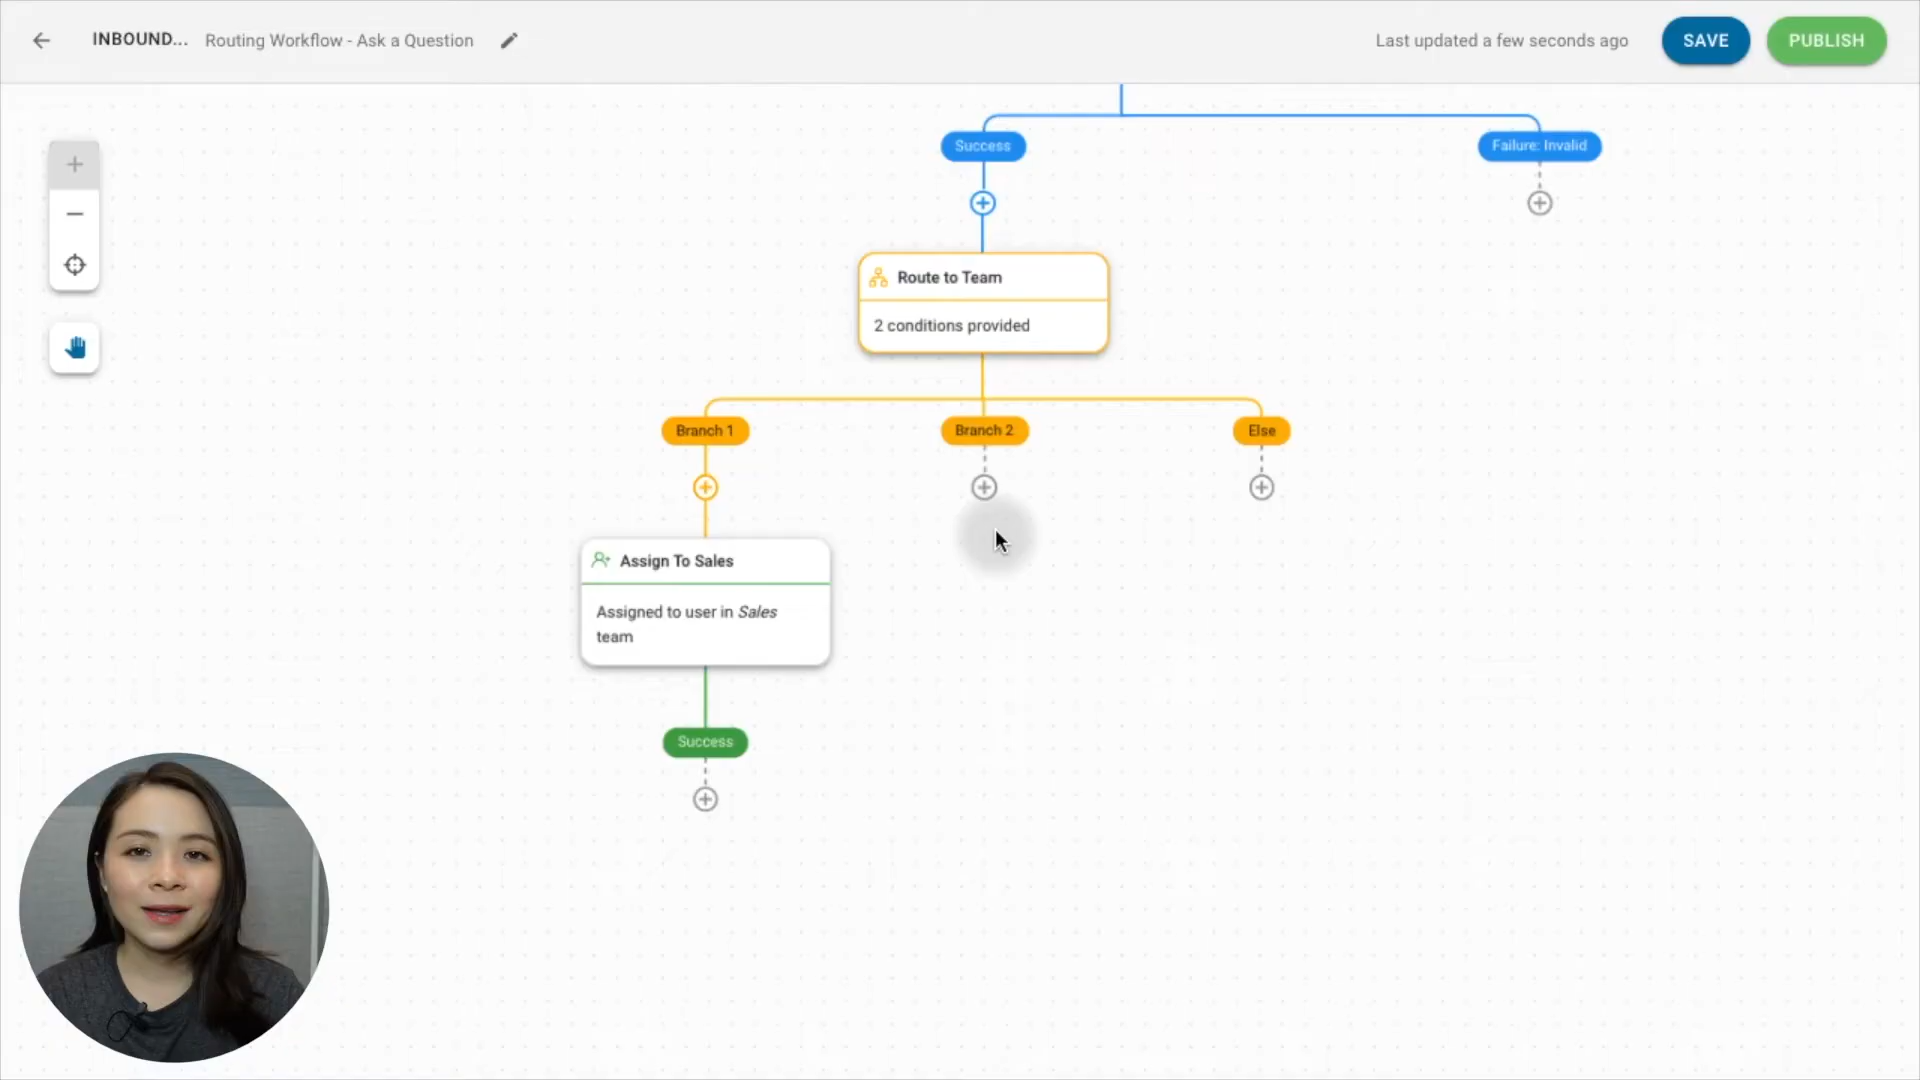 INBOUND... Routing Workflow - Ask a Question
Last updated a few seconds ago
SAVE
PUBLISH
Success
Failure: Invalid
Route to Team
2 conditions provided
Branch 1
Branch 2
Else
Assign To Sales
Assigned to user in Sales
team
Success